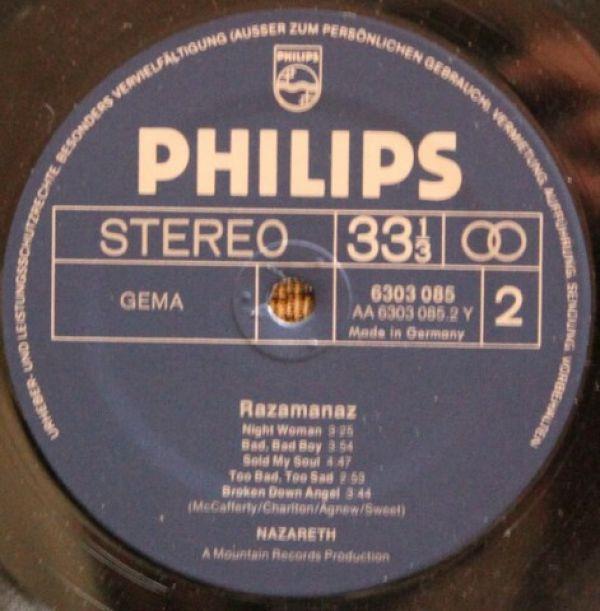 URHEBER- UND LEISTUNGSSCHUTZRECHTE, BESONDERS VERVIELFÄLTIGUNG (AUSSER ZUM PERSÖNLICHEN GEBRAUCH), VERMIETUNG, AUFFÜHRUNG, SENDUNG, VORBEHALTEN
PHILIPS
PHILIPS
STEREO 33 1/3
GEMA 6303 085 2
AA 6303 085.2 Y
Made in Germany
Razamanaz
Night Woman 3:25
Bad, Bad Boy 3:54
Sold My Soul 4:47
Too Bad, Too Sad 2:53
Broken Down Angel 3:44
(McCafferty/Charlton/Agnew/Sweet)
NAZARETH
A Mountain Records Production